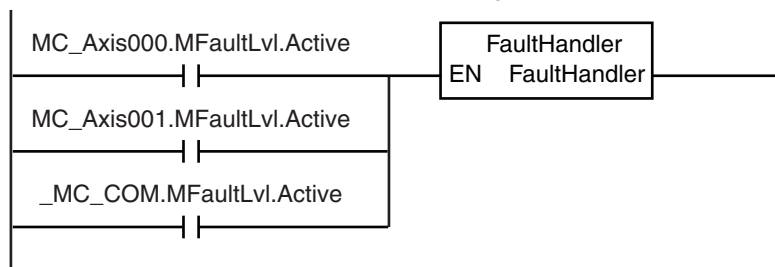 MC_Axis000.MFaultLvl.Active
FaultHandler
EN FaultHandler
MC_Axis001.MFaultLvl.Active
_MC_COM.MFaultLvl.Active